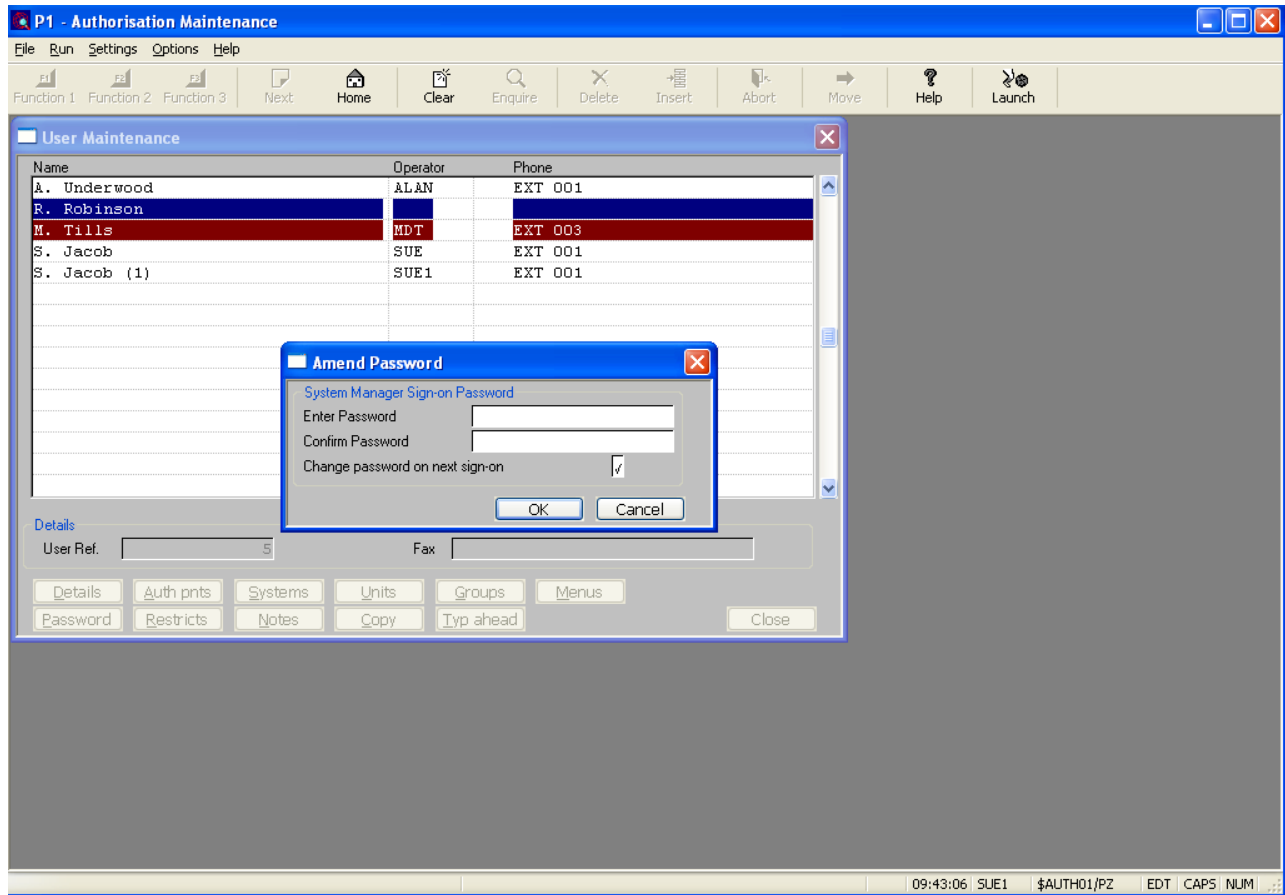 P1 - Authorisation Maintenance
File Run Settings Options Help
F1 F2 F3
Function 1 Function 2 Function 3 Next Home Clear Enquire Delete Insert Abort Move Help Launch
User Maintenance
Name Operator Phone
A. Underwood ALAN EXT 001
R. Robinson
M. Tills MDT EXT 003
S. Jacob SUE EXT 001
S. Jacob (1) SUE1 EXT 001
Amend Password
System Manager Sign-on Password
Enter Password
Confirm Password
Change password on next sign-on
OK Cancel
Details
User Ref. 5 Fax
Details Auth pnts Systems Units Groups Menus
Password Restricts Notes Copy Typ ahead Close
09:43:06 SUE1 $AUTH01/PZ EDT CAPS NUM